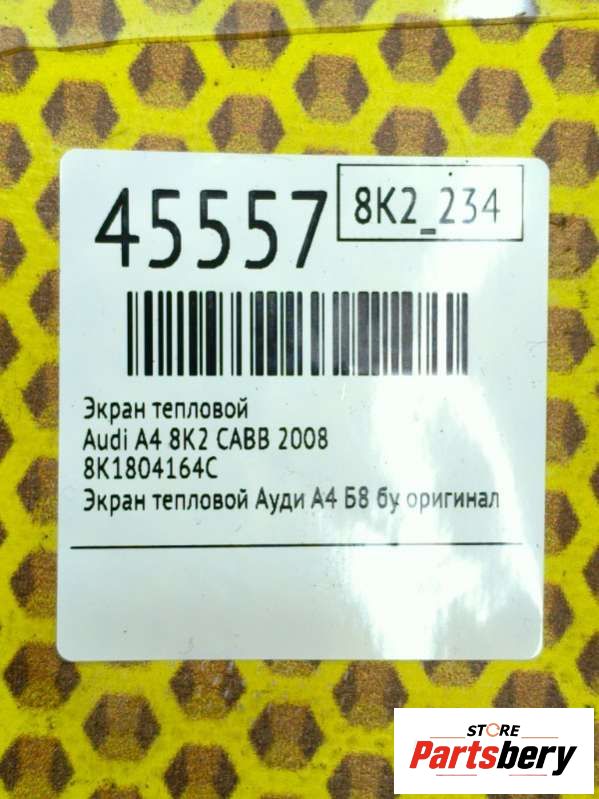 45557
8K2_234
Экран тепловой
Audi A4 8K2 CABB 2008
8K1804164C
Экран тепловой Ауди А4 Б8 бу оригинал
STORE
Partsbery